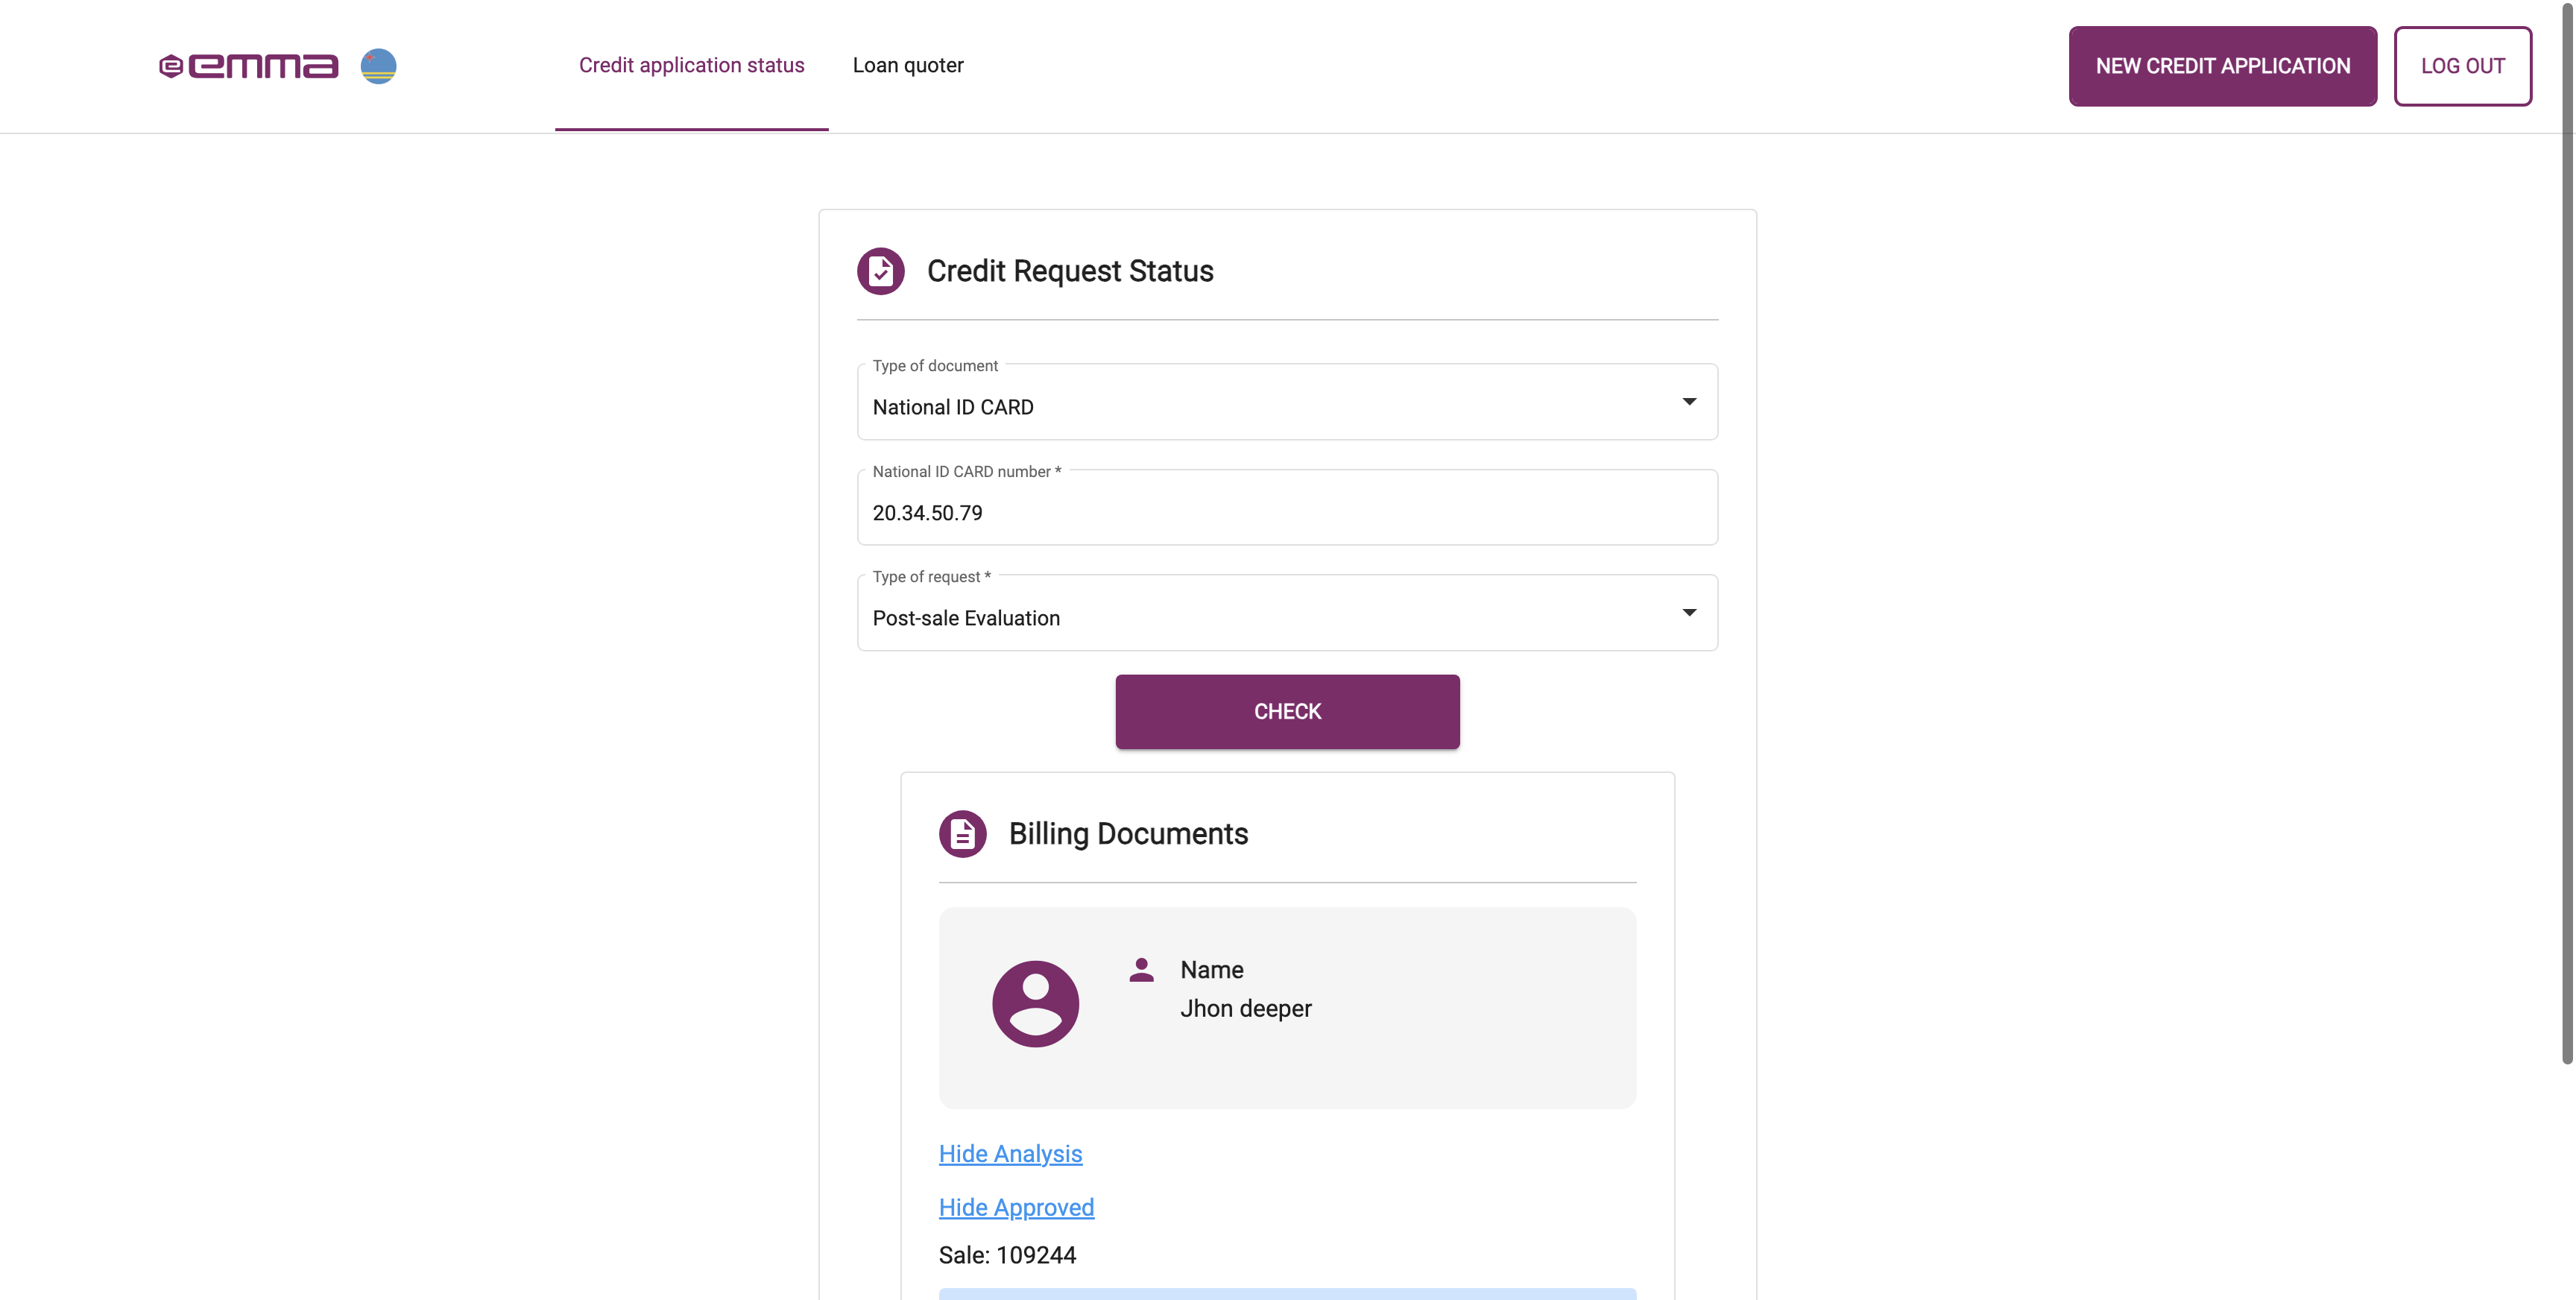 emma
Credit application status
Loan quoter
NEW CREDIT APPLICATION
LOG OUT
Credit Request Status
Type of document
National ID CARD
National ID CARD number *
20.34.50.79
Type of request *
Post-sale Evaluation
CHECK
Billing Documents
Name
Jhon deeper
Hide Analysis
Hide Approved
Sale: 109244